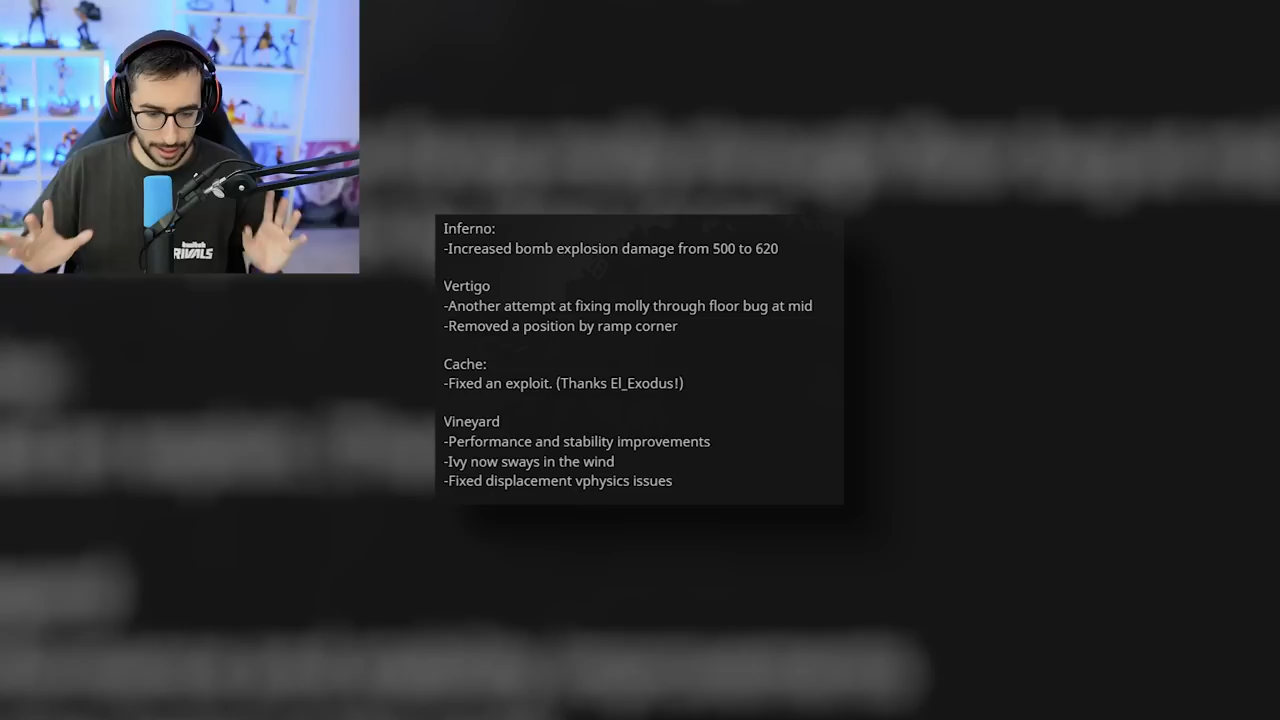 twitch
RIVALS
Inferno:
-Increased bomb explosion damage from 500 to 620
Vertigo
-Another attempt at fixing molly through floor bug at mid
-Removed a position by ramp corner
Cache:
-Fixed an exploit. (Thanks El_Exodus!)
Vineyard
-Performance and stability improvements
-Ivy now sways in the wind
-Fixed displacement vphysics issues